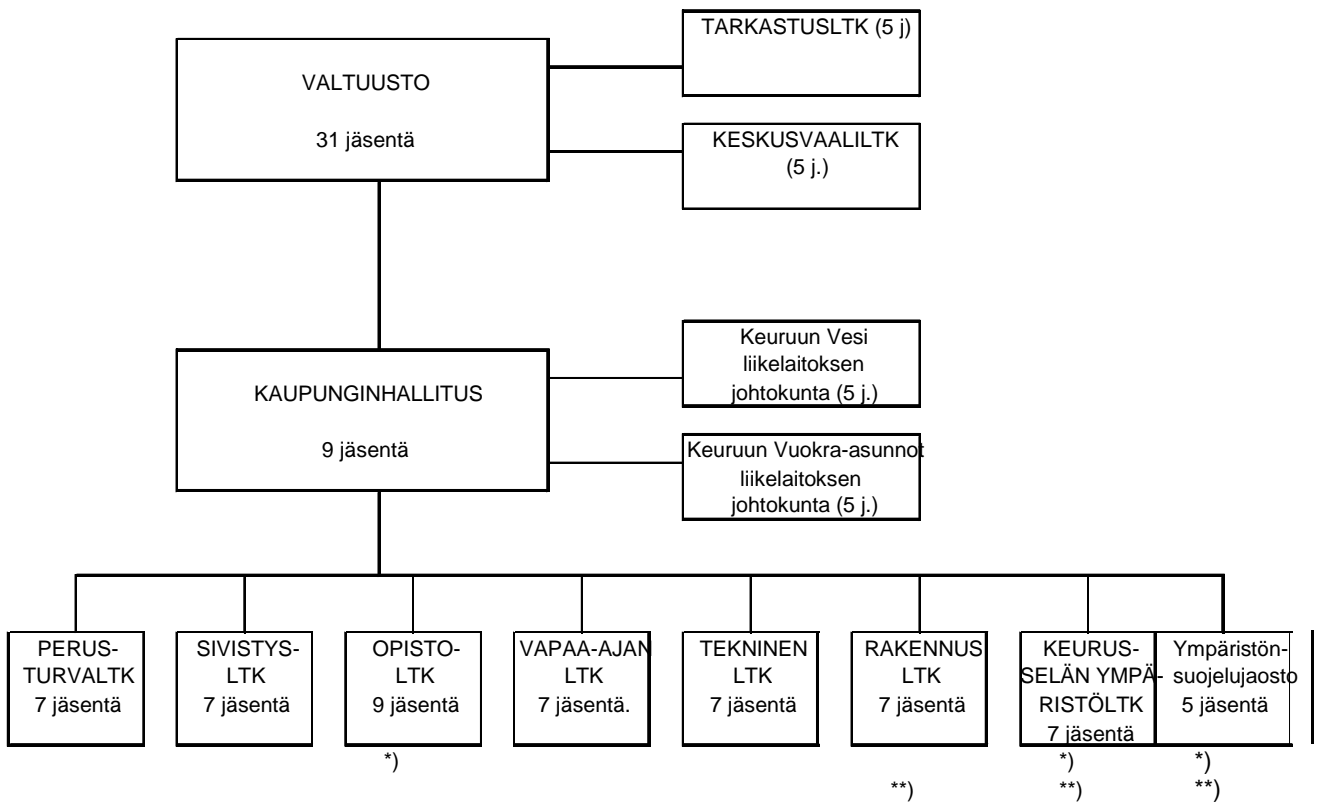 TARKASTUSLTK (5 j)
VALTUUSTO
31 jäsentä
KESKUSVAALILTK
(5 j.)
Keuruun Vesi
liikelaitoksen
johtokunta (5 j.)
KAUPUNGINHALLITUS
9 jäsentä
Keuruun Vuokra-asunnot
liikelaitoksen
johtokunta (5 j.)
PERUS-
TURVALTK
7 jäsentä
SIVISTYS-
LTK
7 jäsentä
OPISTO-
LTK
9 jäsentä
*)
VAPAA-AJAN
LTK
7 jäsentä.
TEKNINEN
LTK
7 jäsentä
RAKENNUS
LTK
7 jäsentä
**)
KEURUS-
SELÄN YMPÄ-
RISTÖLTK
7 jäsentä
*)
**)
Ympäristön-
suojelujaosto
5 jäsentä
*)
**)